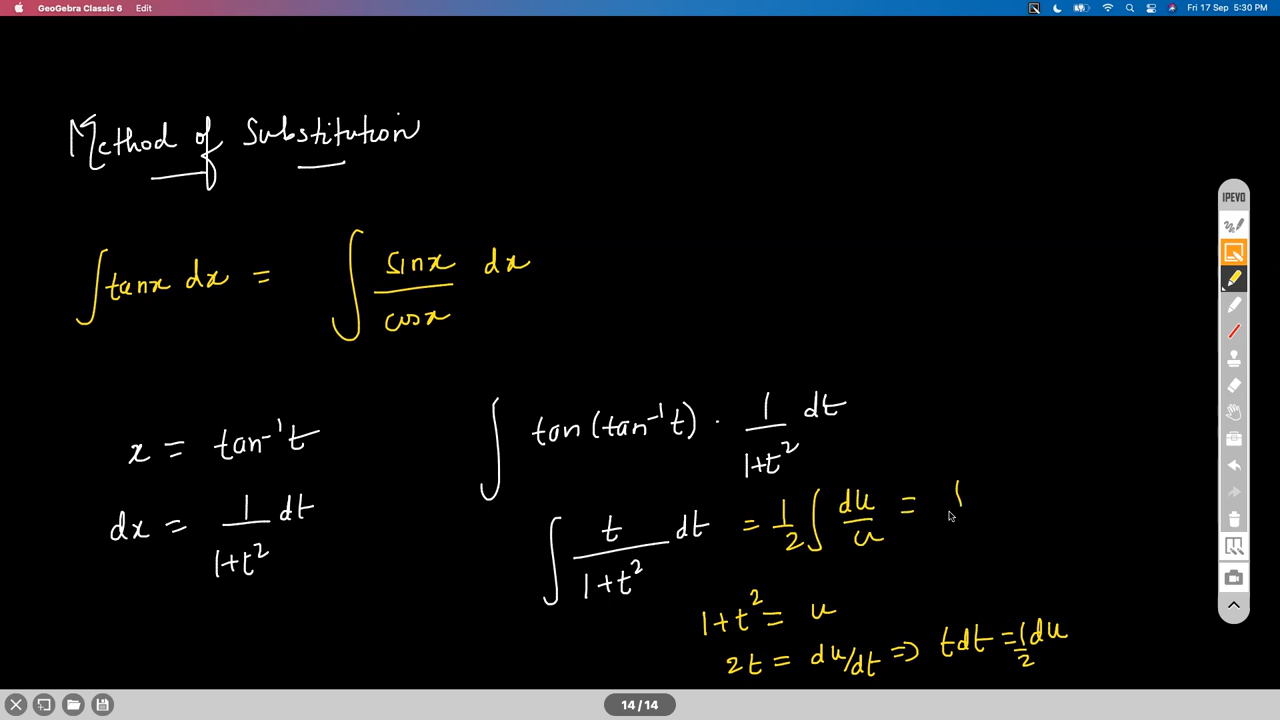 GeoGebra Classic 6 Edit Fri 17 Sep 5:30 PM
Method of Substitution
IPEVO
∫tanx dx = ∫ sinx/cosx dx
x = tan⁻¹t
∫ tan(tan⁻¹t) · 1/1+t² dt
dx = 1/1+t² dt
∫ t/1+t² dt = 1/2 ∫ du/u = 1
1+t² = u
2t = du/dt ⇒ tdt = 1/2 du
14/14